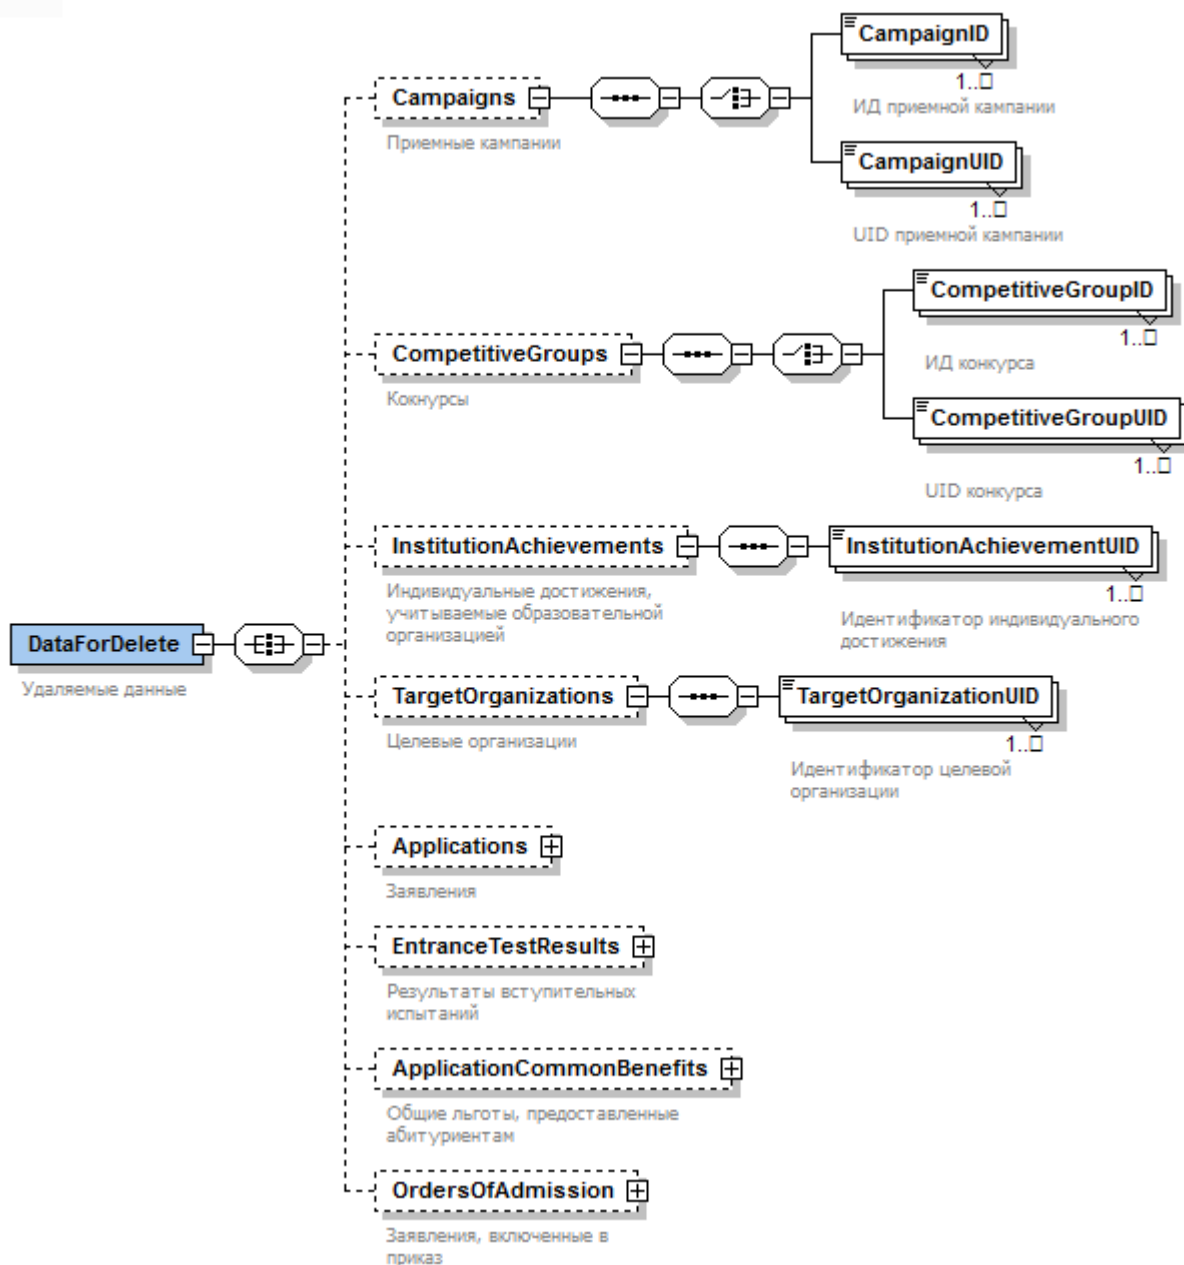 CampaignID
1..□
ИД приемной кампании
Campaigns
Приемные кампании
CampaignUID
1..□
UID приемной кампании
CompetitiveGroupID
1..□
ИД конкурса
CompetitiveGroups
Кокнурсы
CompetitiveGroupUID
1..□
UID конкурса
InstitutionAchievements
Индивидуальные достижения,
учитываемые образовательной
организацией
InstitutionAchievementUID
1..□
Идентификатор индивидуального
достижения
DataForDelete
Удаляемые данные
TargetOrganizations
Целевые организации
TargetOrganizationUID
1..□
Идентификатор целевой
организации
Applications
Заявления
EntranceTestResults
Результаты вступительных
испытаний
ApplicationCommonBenefits
Общие льготы, предоставленные
абитуриентам
OrdersOfAdmission
Заявления, включенные в
приказ